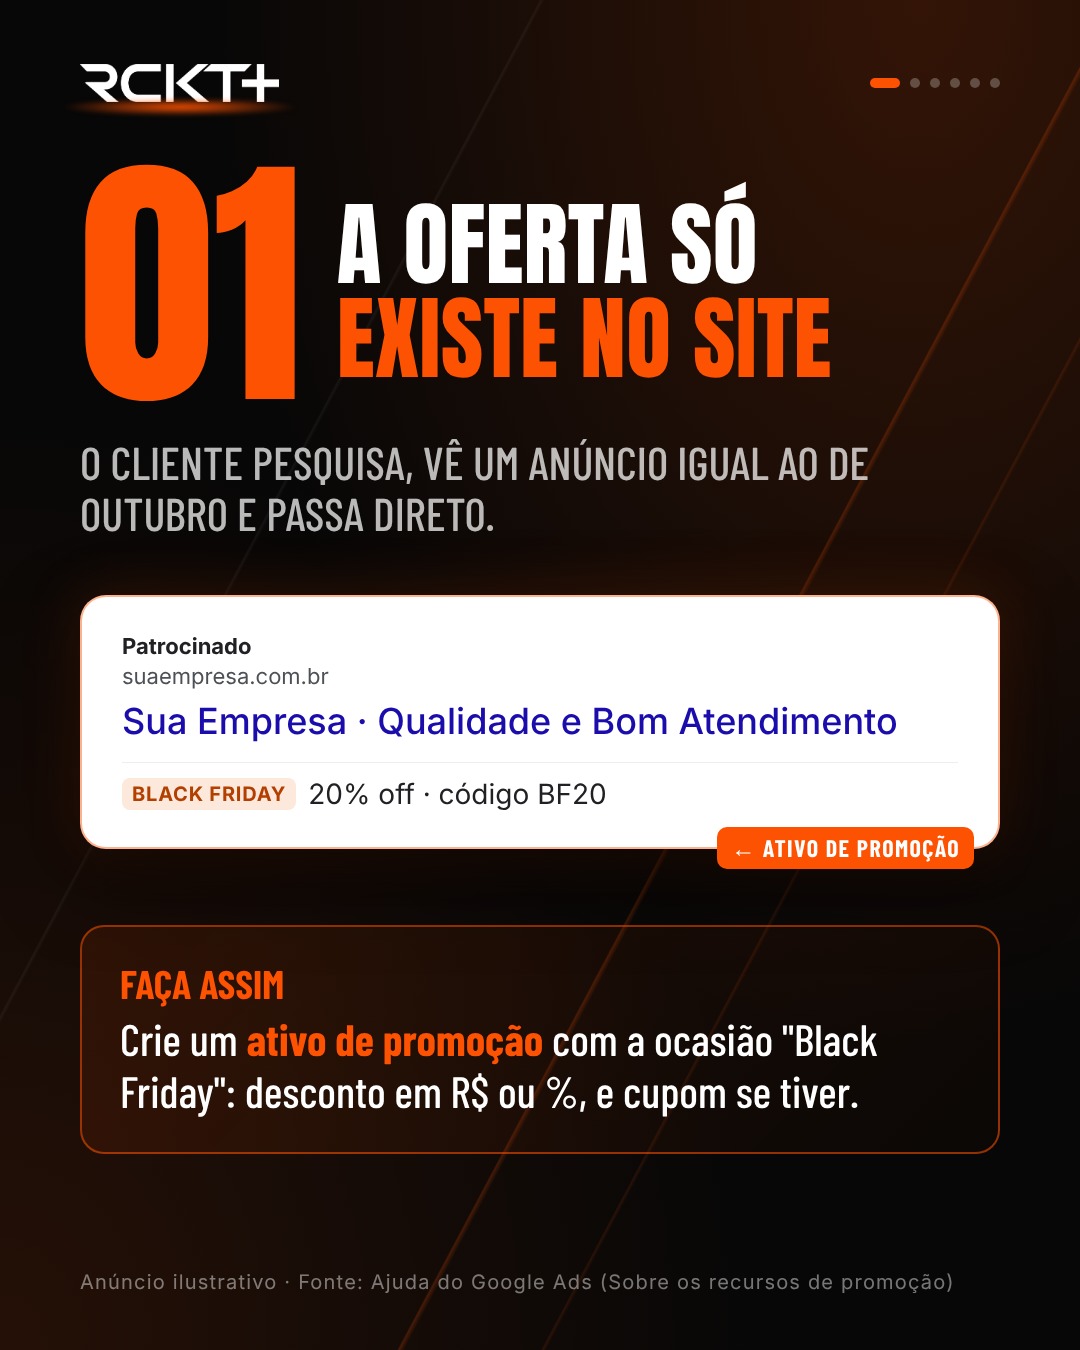 RCKT+
01
A OFERTA SÓ
EXISTE NO SITE
O CLIENTE PESQUISA, VÊ UM ANÚNCIO IGUAL AO DE
OUTUBRO E PASSA DIRETO.
Patrocinado
suaempresa.com.br
Sua Empresa · Qualidade e Bom Atendimento
BLACK FRIDAY 20% off · código BF20
← ATIVO DE PROMOÇÃO
FAÇA ASSIM
Crie um ativo de promoção com a ocasião "Black
Friday": desconto em R$ ou %, e cupom se tiver.
Anúncio ilustrativo · Fonte: Ajuda do Google Ads (Sobre os recursos de promoção)